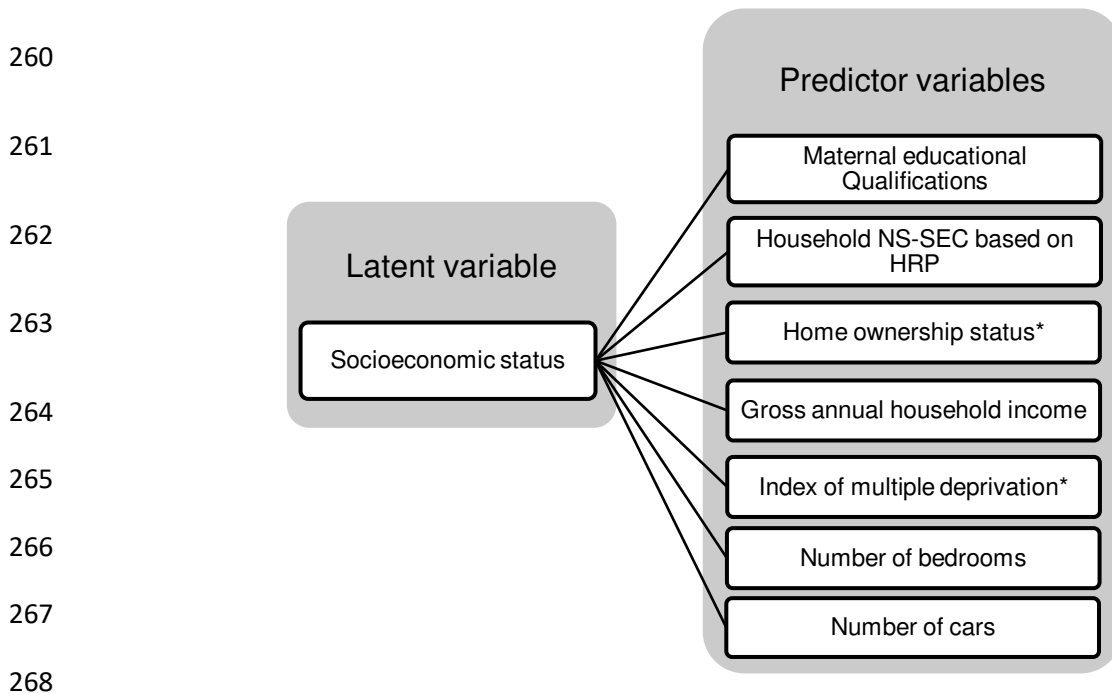 260
Predictor variables
261
Maternal educational
Qualifications
262
Household NS-SEC based on
HRP
Latent variable
263
Home ownership status*
Socioeconomic status
264
Gross annual household income
265
Index of multiple deprivation*
266
Number of bedrooms
267
Number of cars
268